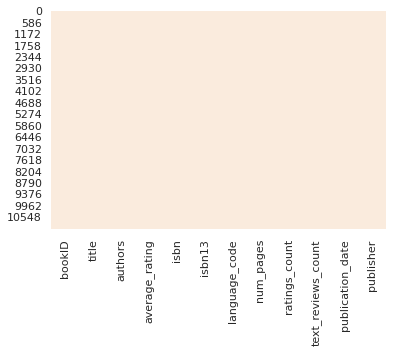 0
586
1172
1758
2344
2930
3516
4102
4688
5274
5860
6446
7032
7618
8204
8790
9376
9962
10548
bookID
title
authors
average_rating
isbn
isbn13
language_code
num_pages
ratings_count
text_reviews_count
publication_date
publisher